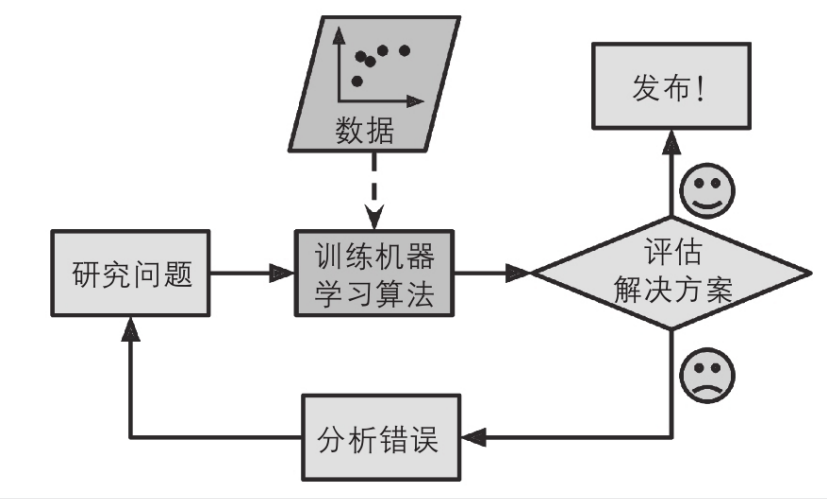 数据
发布！
研究问题
训练机器
学习算法
评估
解决方案
分析错误